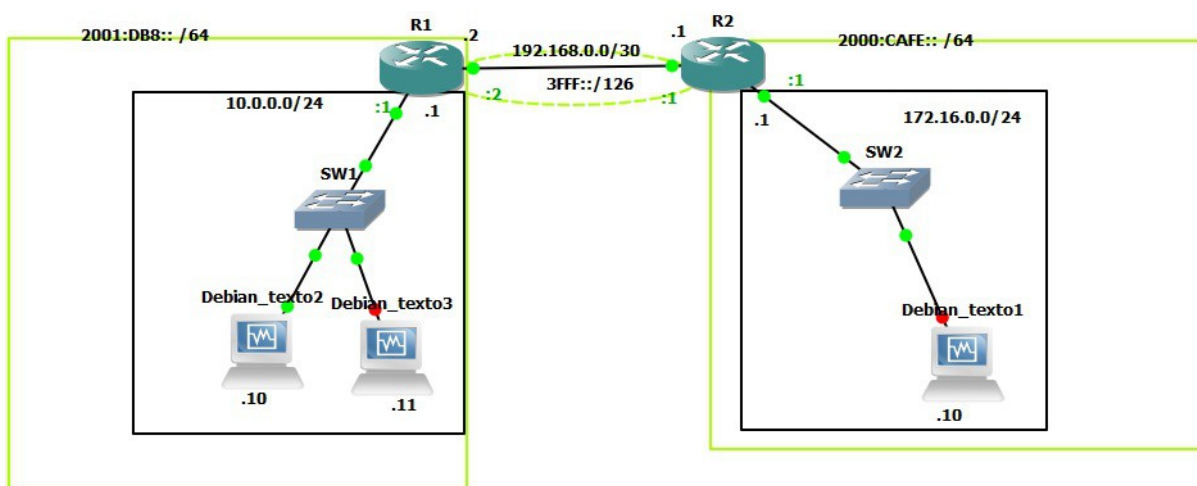 R1
R2
2001:DB8:: /64
.2
192.168.0.0/30
.1
2000:CAFE:: /64
3FFF::/126
10.0.0.0/24
:1
.1
:2
:1
:1
.1
172.16.0.0/24
SW1
SW2
Debian_texto2
Debian_texto3
Debian_texto1
.10
.11
.10